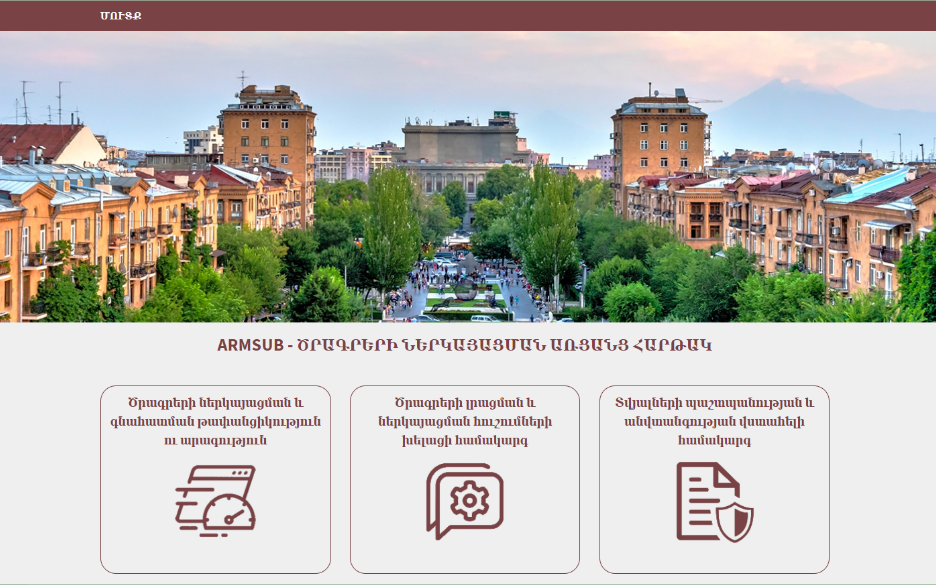 ՄՈՒՏՔ
ARMSUB - ԾՐԱԳՐԵՐԻ ՆԵՐԿԱՅԱՑՄԱՆ ԱՌՑԱՆՑ ՀԱՐԹԱԿ
Ծրագրերի ներկայացման և
գնահատման թափանցիկություն
ու արագություն
Ծրագրերի լրացման և
ներկայացման հուշումների
խելացի համակարգ
Տվյալների պաշտպանության և
անվտանգության վստահելի
համակարգ